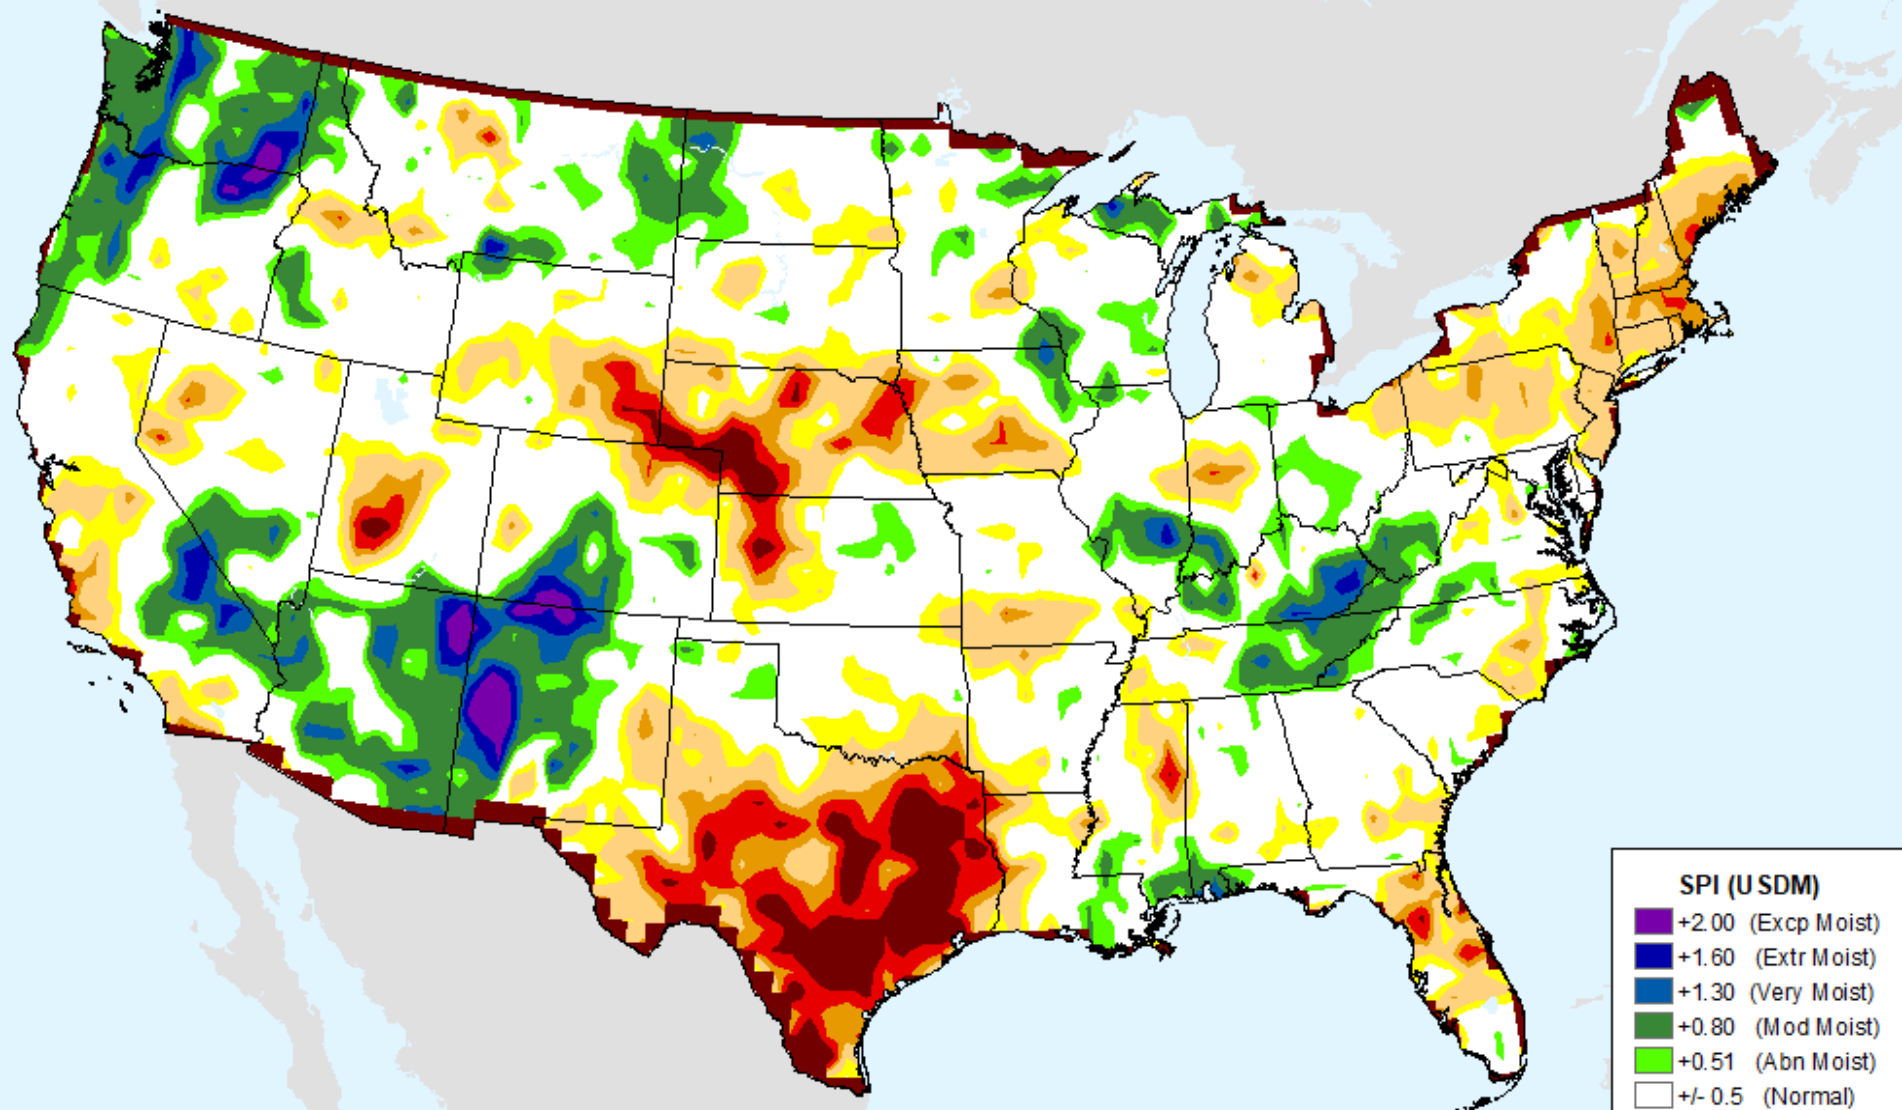 SPI (USDM)
+2.00 (Excp Moist)
+1.60 (Extr Moist)
+1.30 (Very Moist)
+0.80 (Mod Moist)
+0.51 (Abn Moist)
+/- 0.5 (Normal)